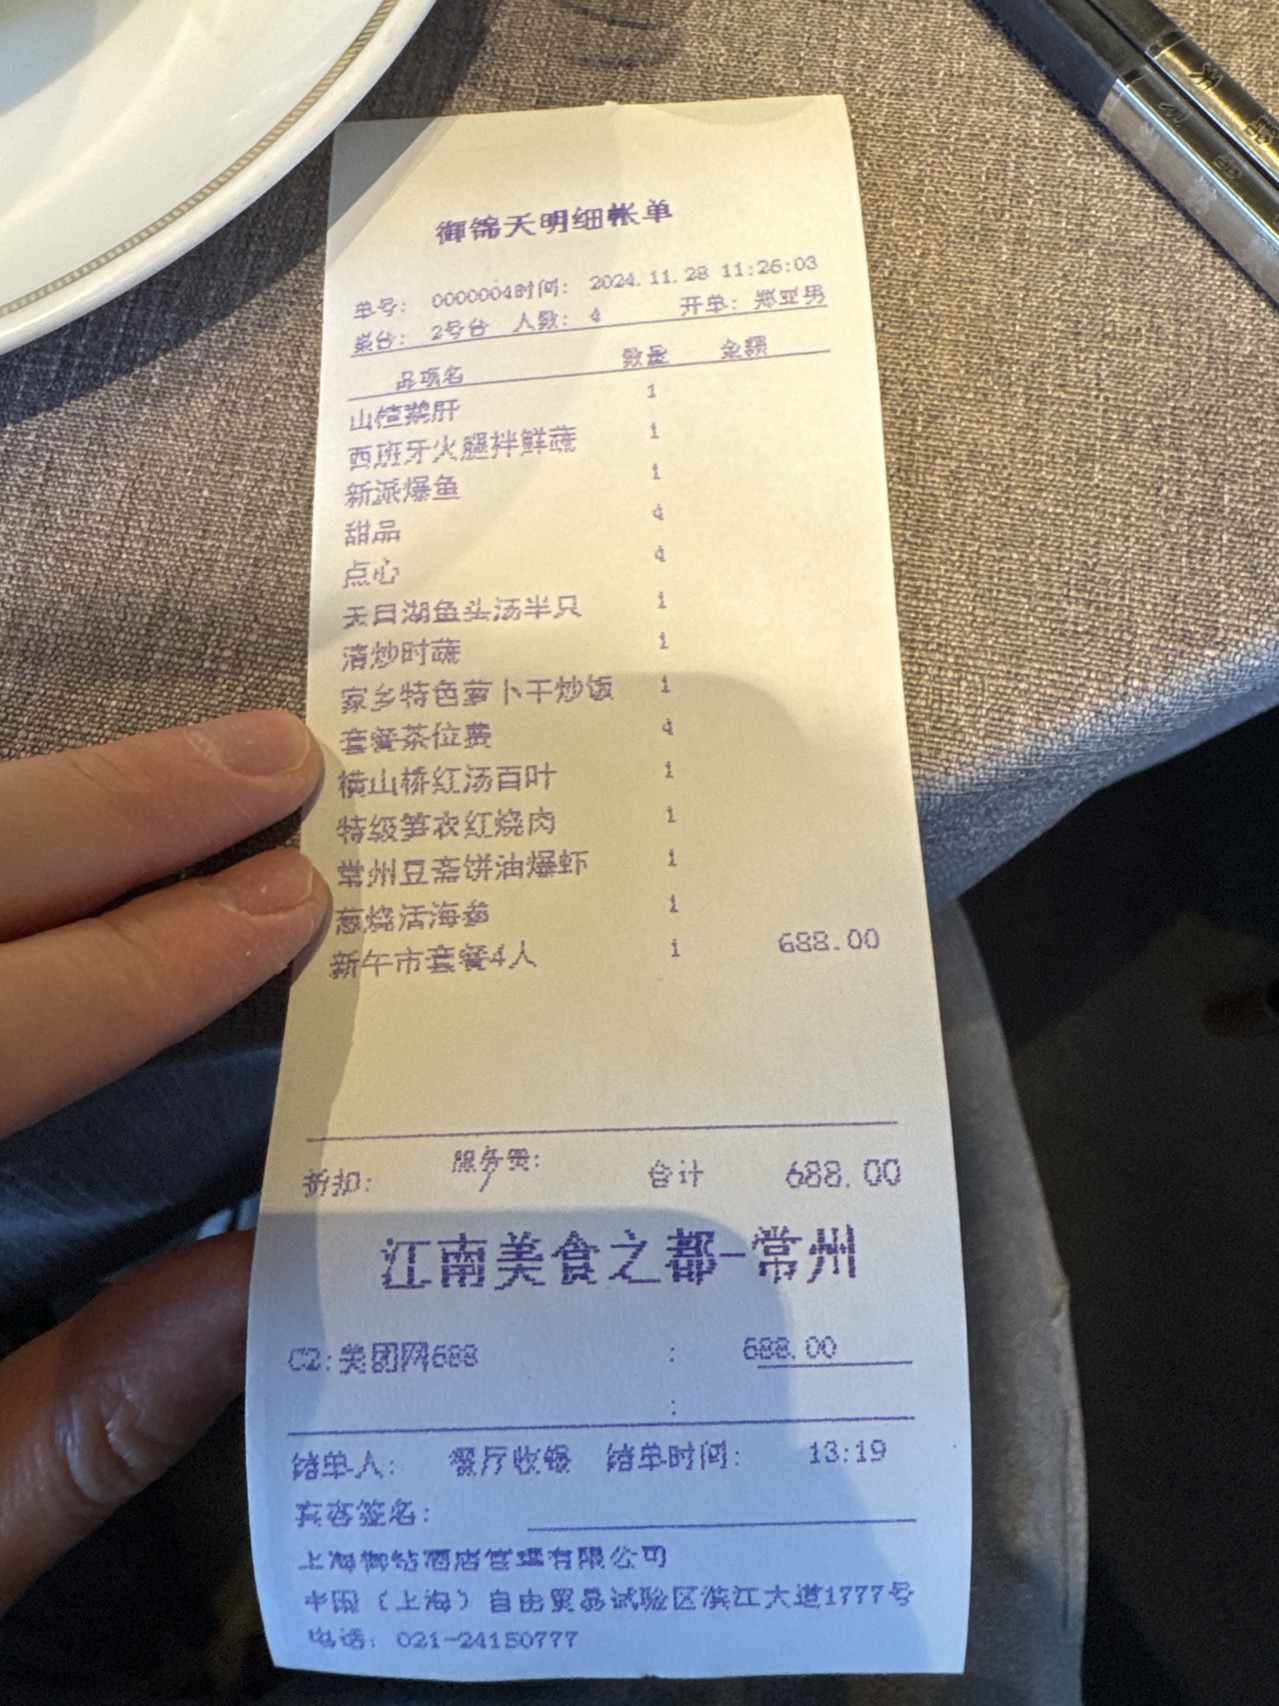 御锦天明细帐单
单号: 0000004时间: 2024.11.28 11:26:03
桌台: 2号台 人数: 4 开单: 郑亚男
品项名 数量 金额
山楂鹅肝 1
西班牙火腿拌鲜蔬 1
新派爆鱼 1
甜品 4
点心 4
天目湖鱼头汤半只 1
清炒时蔬 1
家乡特色萝卜干炒饭 1
套餐茶位费 4
横山桥红汤百叶 1
特级笋衣红烧肉 1
常州豆斋饼油爆虾 1
葱烧活海参 1
新午市套餐4人 1 688.00
折扣: 服务费: / 合计 688.00
江南美食之都-常州
C2:美团网688 : 688.00
:
结单人: 餐厅收银 结单时间: 13:19
宾客签名:
上海御钻酒店管理有限公司
中国（上海）自由贸易试验区滨江大道1777号
电话: 021-24150777